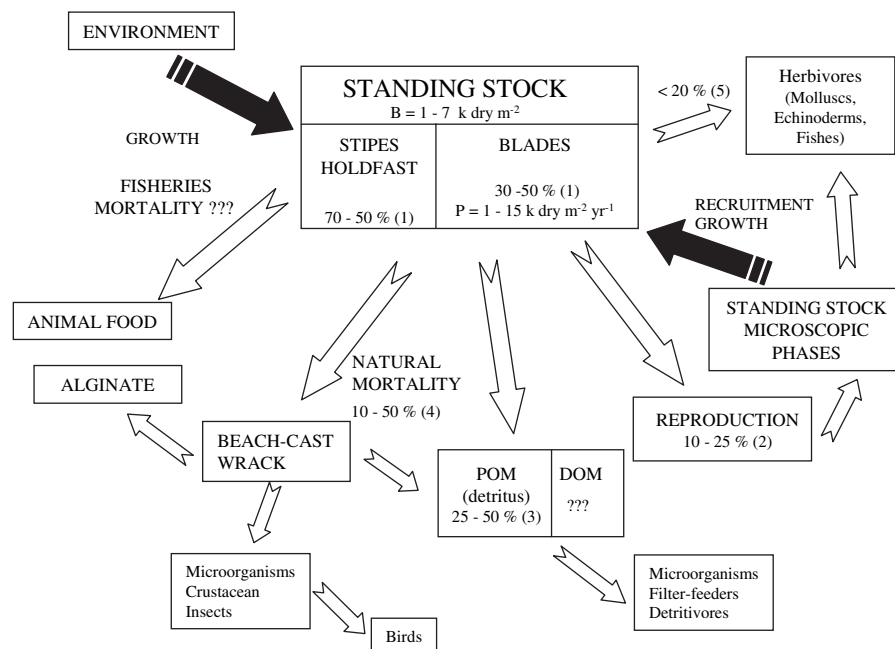 ENVIRONMENT
GROWTH
STANDING STOCK
B = 1 - 7 k dry m⁻²
STIPES
HOLDFAST
70 - 50 % (1)
BLADES
30 -50 % (1)
P = 1 - 15 k dry m⁻² yr⁻¹
< 20 % (5)
Herbivores
(Molluscs,
Echinoderms,
Fishes)
FISHERIES
MORTALITY ???
RECRUITMENT
GROWTH
ANIMAL FOOD
STANDING STOCK
MICROSCOPIC
PHASES
ALGINATE
NATURAL
MORTALITY
10 - 50 % (4)
REPRODUCTION
10 - 25 % (2)
BEACH-CAST
WRACK
POM
(detritus)
25 - 50 % (3)
DOM
???
Microorganisms
Crustacean
Insects
Birds
Microorganisms
Filter-feeders
Detritivores